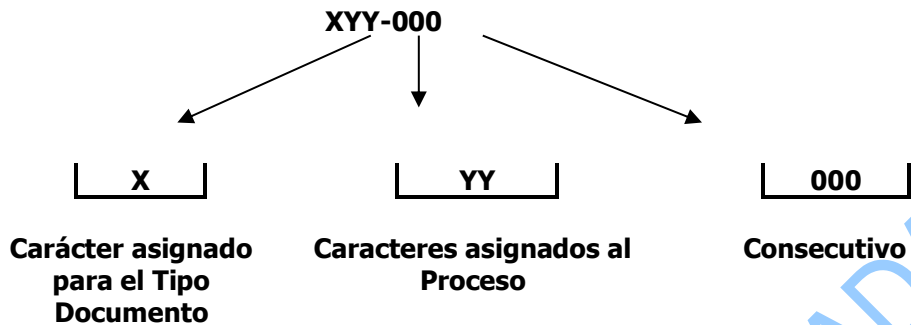 XYY-000
X
YY
000
Carácter asignado
para el Tipo
Documento
Caracteres asignados al
Proceso
Consecutivo